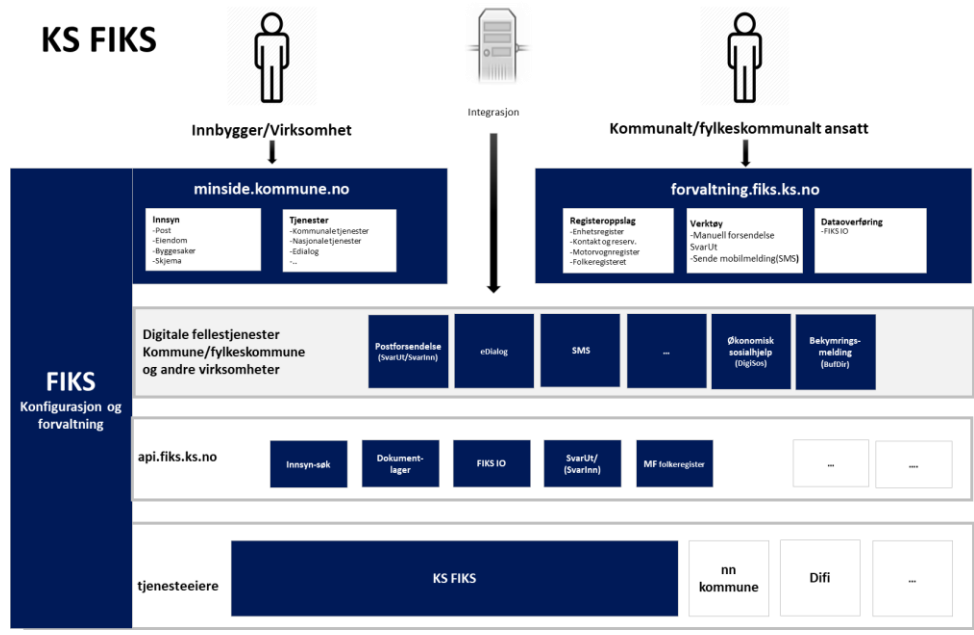 KS FIKS
Integrasjon
Innbygger/Virksomhet
Kommunalt/fylkeskommunalt ansatt
minside.kommune.no
Innsyn
-Post
-Eiendom
-Byggesaker
-Skjema
Tjenester
-Kommunale tjenester
-Nasjonale tjenester
-Edialog
-...
forvaltning.fiks.ks.no
Registeroppslag
-Enhetsregister
-Kontakt og reserv.
-Motorvognregister
-Folkeregisteret
Verktøy
-Manuell forsendelse
SvarUt
-Sende mobilmelding(SMS)
Dataoverføring
-FIKS IO
FIKS
Konfigurasjon og
forvaltning
Digitale fellestjenester
Kommune/fylkeskommune
og andre virksomheter
Postforsendelse
(SvarUt/SvarInn)
eDialog
SMS
...
Økonomisk
sosialhjelp
(DigiSos)
Bekymrings-
melding
(BufDir)
api.fiks.ks.no
Innsyn-søk
Dokument-
lager
FIKS IO
SvarUt/
(SvarInn)
MF folkeregister
...
....
tjenesteeiere
KS FIKS
nn
kommune
Difi
...